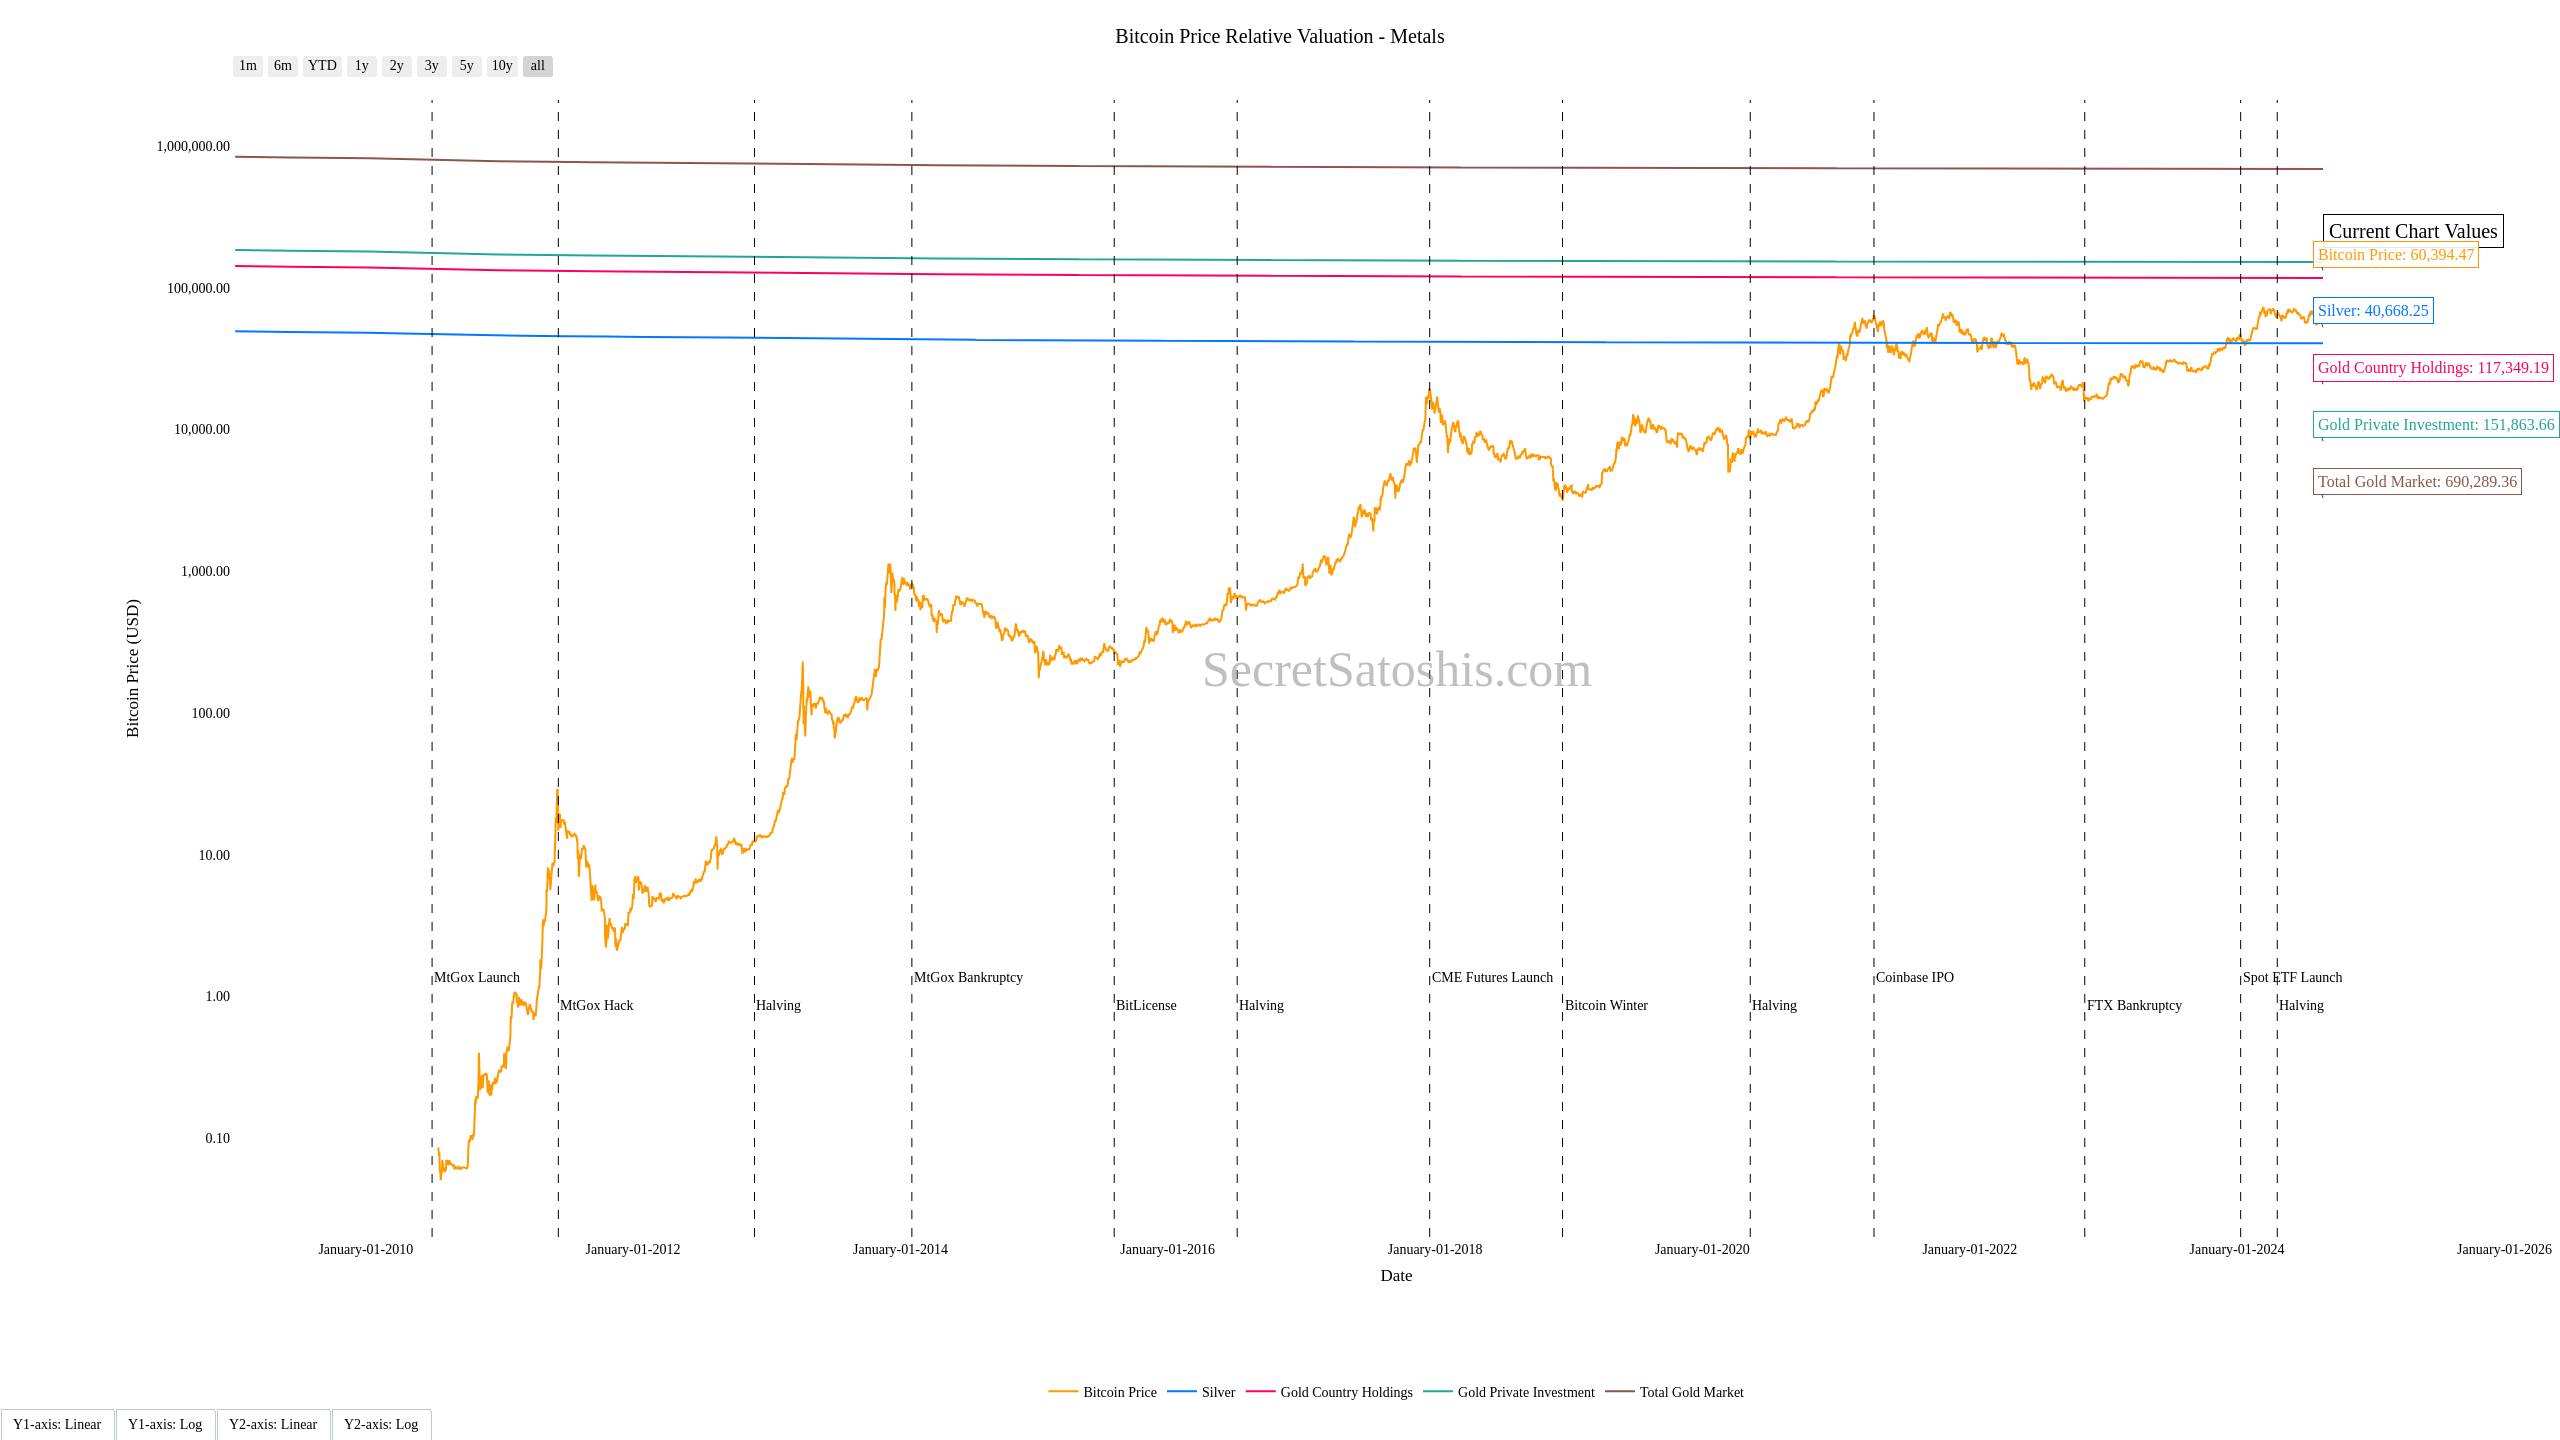 Bitcoin Price Relative Valuation - Metals
1m 6m YTD 1y 2y 3y 5y 10y all
1,000,000.00
100,000.00
10,000.00
1,000.00
100.00
10.00
1.00
0.10
Bitcoin Price (USD)
Current Chart Values
Bitcoin Price: 60,394.47
Silver: 40,668.25
Gold Country Holdings: 117,349.19
Gold Private Investment: 151,863.66
Total Gold Market: 690,289.36
SecretSatoshis.com
MtGox Launch
MtGox Hack
Halving
MtGox Bankruptcy
BitLicense
Halving
CME Futures Launch
Bitcoin Winter
Halving
Coinbase IPO
FTX Bankruptcy
Spot ETF Launch
Halving
January-01-2010 January-01-2012 January-01-2014 January-01-2016 January-01-2018 January-01-2020 January-01-2022 January-01-2024 January-01-2026
Date
Bitcoin Price Silver Gold Country Holdings Gold Private Investment Total Gold Market
Y1-axis: Linear Y1-axis: Log Y2-axis: Linear Y2-axis: Log